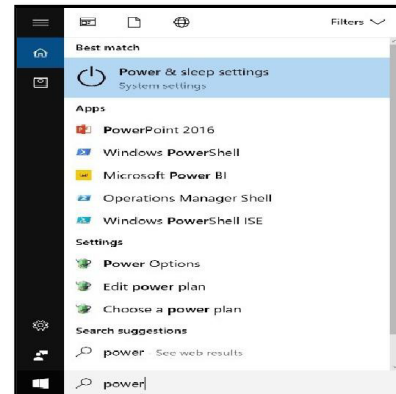 Filters
Best match
Power & sleep settings
System settings
Apps
PowerPoint 2016
Windows PowerShell
Microsoft Power BI
Operations Manager Shell
Windows PowerShell ISE
Settings
Power Options
Edit power plan
Choose a power plan
Search suggestions
power - See web results
power